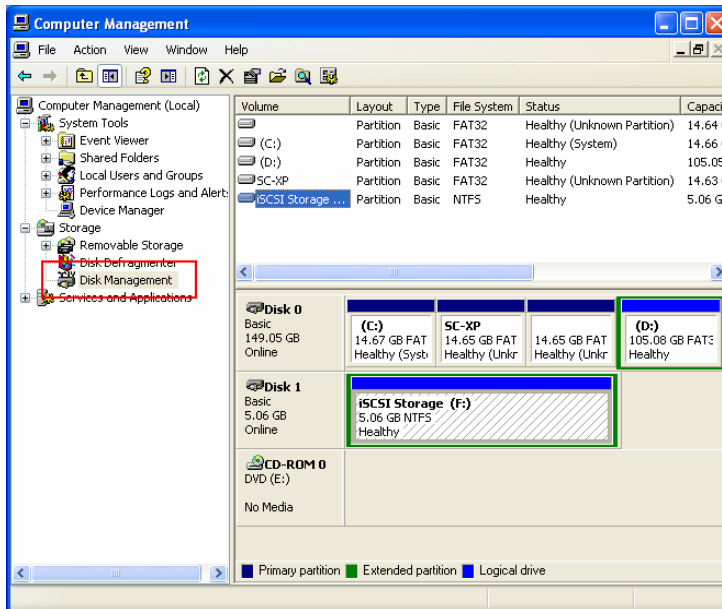 Computer Management
File Action View Window Help
Computer Management (Local)
System Tools
Event Viewer
Shared Folders
Local Users and Groups
Performance Logs and Alert
Device Manager
Storage
Removable Storage
Disk Defragmenter
Disk Management
Services and Applications
Volume Layout Type File System Status Capaci
Partition Basic FAT32 Healthy (Unknown Partition) 14.64
(C:) Partition Basic FAT32 Healthy (System) 14.66
(D:) Partition Basic FAT32 Healthy 105.05
SC-XP Partition Basic FAT32 Healthy (Unknown Partition) 14.63
iSCSI Storage ... Partition Basic NTFS Healthy 5.06 G
Disk 0
Basic
149.05 GB
Online
(C:)
14.67 GB FAT
Healthy (Syst
SC-XP
14.65 GB FAT
Healthy (Unkr
14.65 GB FAT
Healthy (Unkr
(D:)
105.08 GB FAT3
Healthy
Disk 1
Basic
5.06 GB
Online
iSCSI Storage (F:)
5.06 GB NTFS
Healthy
CD-ROM 0
DVD (E:)
No Media
Primary partition Extended partition Logical drive